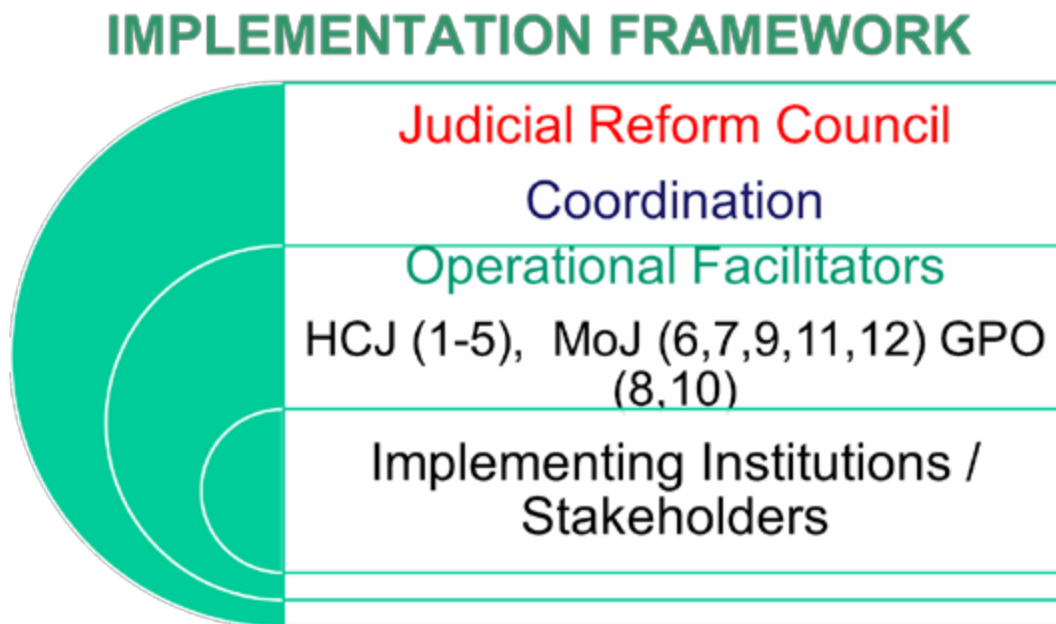 IMPLEMENTATION FRAMEWORK
Judicial Reform Council
Coordination
Operational Facilitators
HCJ (1-5), MoJ (6,7,9,11,12) GPO
(8,10)
Implementing Institutions /
Stakeholders